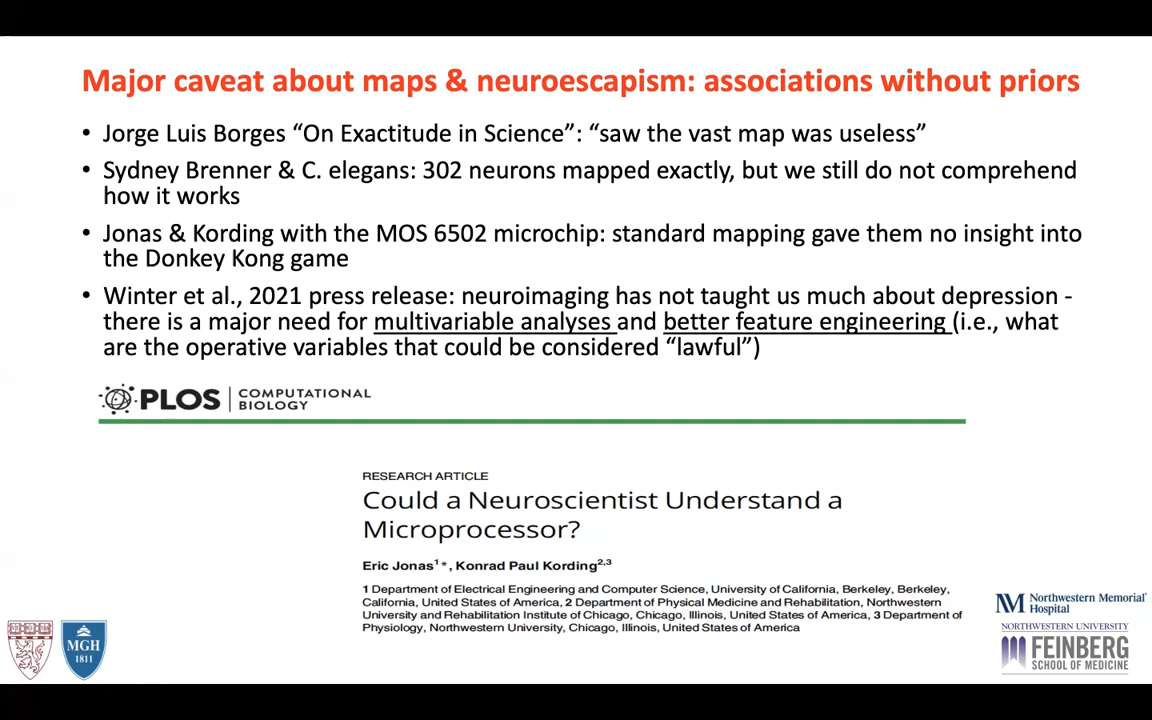 Major caveat about maps & neuroescapism: associations without priors
• Jorge Luis Borges “On Exactitude in Science”: “saw the vast map was useless”
• Sydney Brenner & C. elegans: 302 neurons mapped exactly, but we still do not comprehend
how it works
• Jonas & Kording with the MOS 6502 microchip: standard mapping gave them no insight into
the Donkey Kong game
• Winter et al., 2021 press release: neuroimaging has not taught us much about depression -
there is a major need for multivariable analyses and better feature engineering (i.e., what
are the operative variables that could be considered “lawful”)
PLOS | COMPUTATIONAL
BIOLOGY
RESEARCH ARTICLE
Could a Neuroscientist Understand a
Microprocessor?
Eric Jonas1*, Konrad Paul Kording2,3
1 Department of Electrical Engineering and Computer Science, University of California, Berkeley, Berkeley,
California, United States of America, 2 Department of Physical Medicine and Rehabilitation, Northwestern
University and Rehabilitation Institute of Chicago, Chicago, Illinois, United States of America, 3 Department of
Physiology, Northwestern University, Chicago, Illinois, United States of America
MGH
1811
Northwestern Memorial®
Hospital
NORTHWESTERN UNIVERSITY
FEINBERG
SCHOOL OF MEDICINE